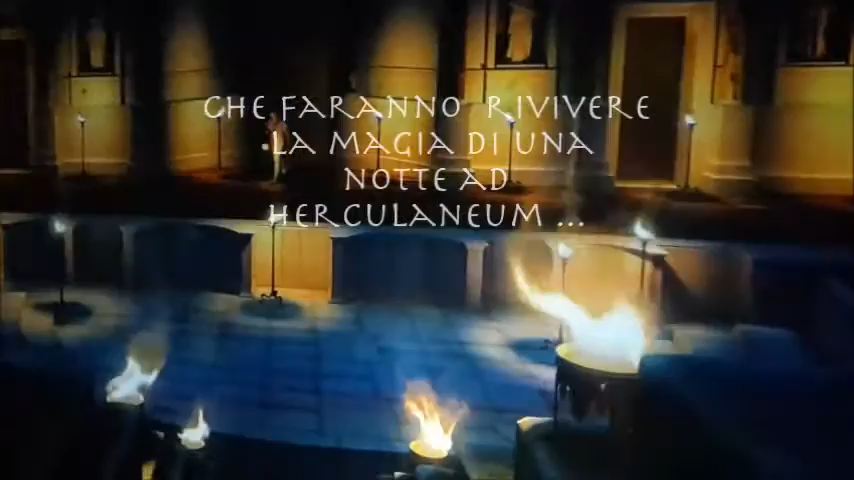 CHE FARANNO RIVIVERE
LA MAGIA DI UNA
NOTTE AD
HERCULANEUM ...